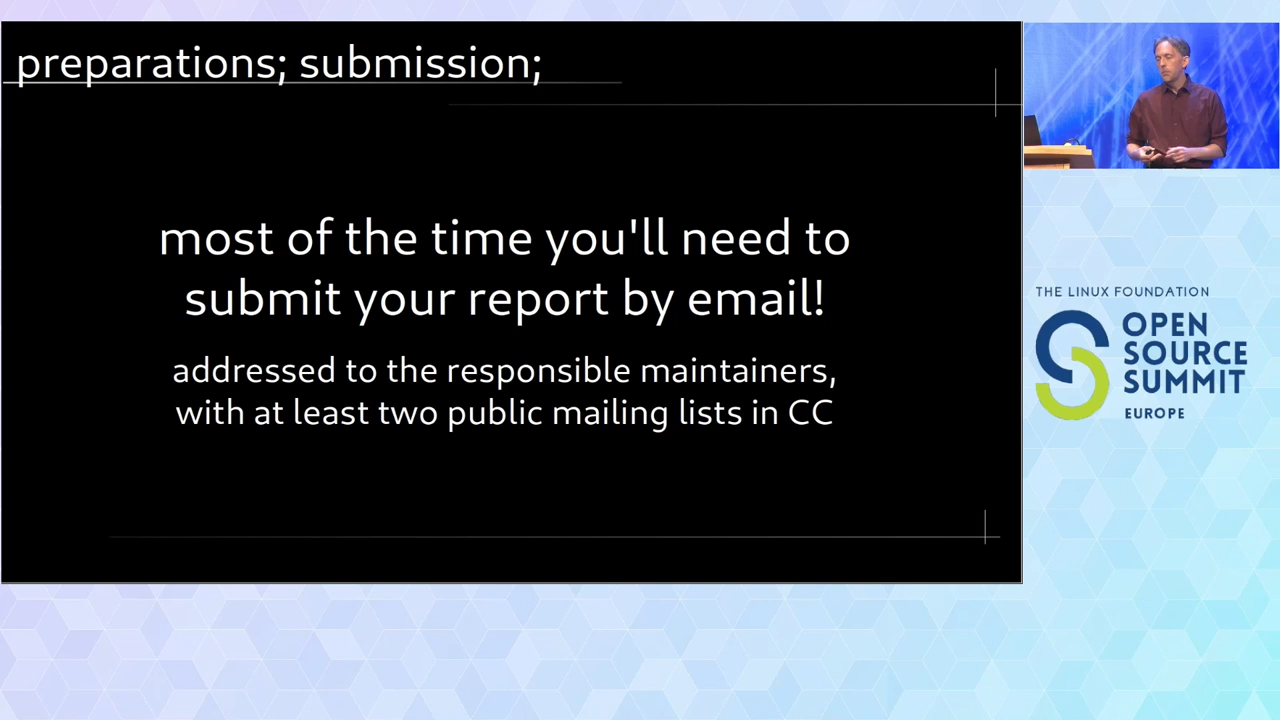 preparations; submission;
most of the time you'll need to
submit your report by email!
addressed to the responsible maintainers,
with at least two public mailing lists in CC
THE LINUX FOUNDATION
OPEN
SOURCE
SUMMIT
EUROPE